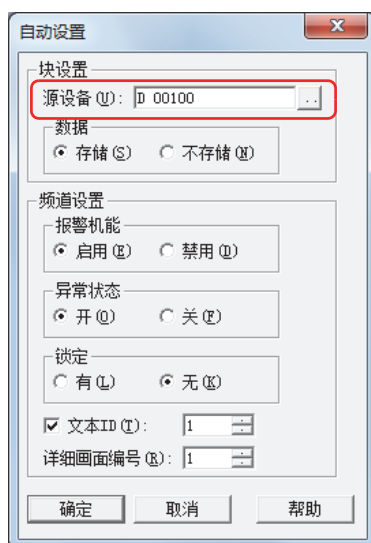 自动设置
块设置
源设备(U): D 00100 ..
数据
存储(S) 不存储(N)
频道设置
报警机能
启用(E) 禁用(D)
异常状态
开(O) 关(F)
锁定
有(L) 无(K)
文本ID(T): 1
详细画面编号(R): 1
确定 取消 帮助